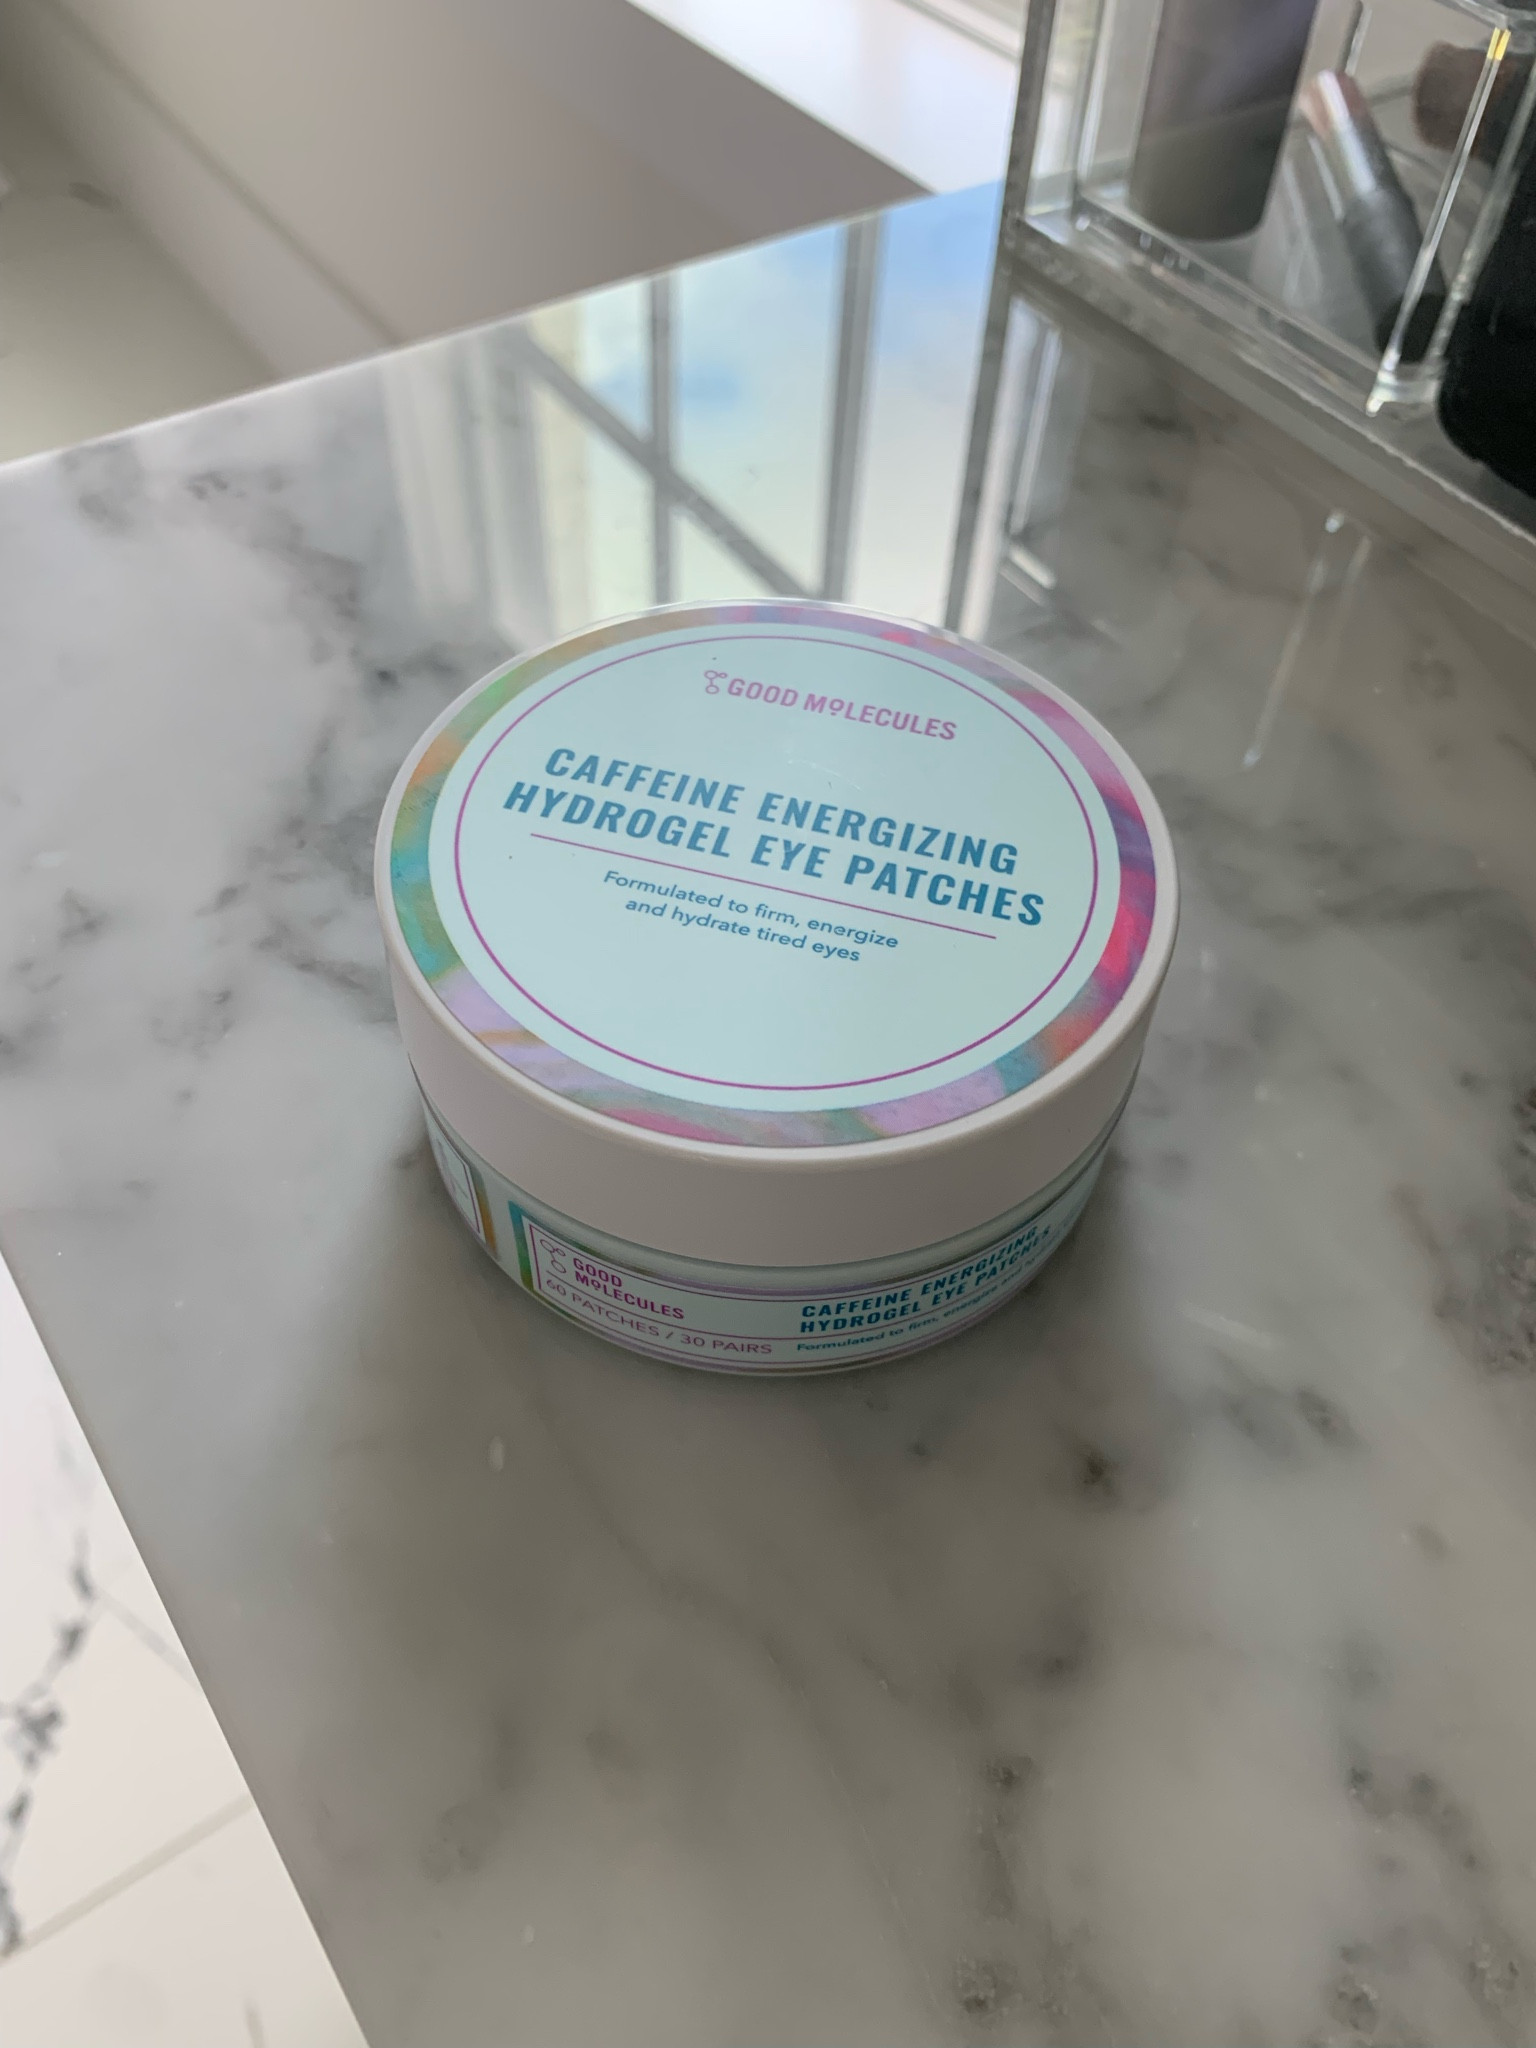 GOOD MOLECULES
CAFFEINE ENERGIZING
HYDROGEL EYE PATCHES
Formulated to firm, energize
and hydrate tired eyes
GOOD
MOLECULES
60 PATCHES / 30 PAIRS
CAFFEINE ENERGIZING
HYDROGEL EYE PATCHES
Formulated to firm, energize and